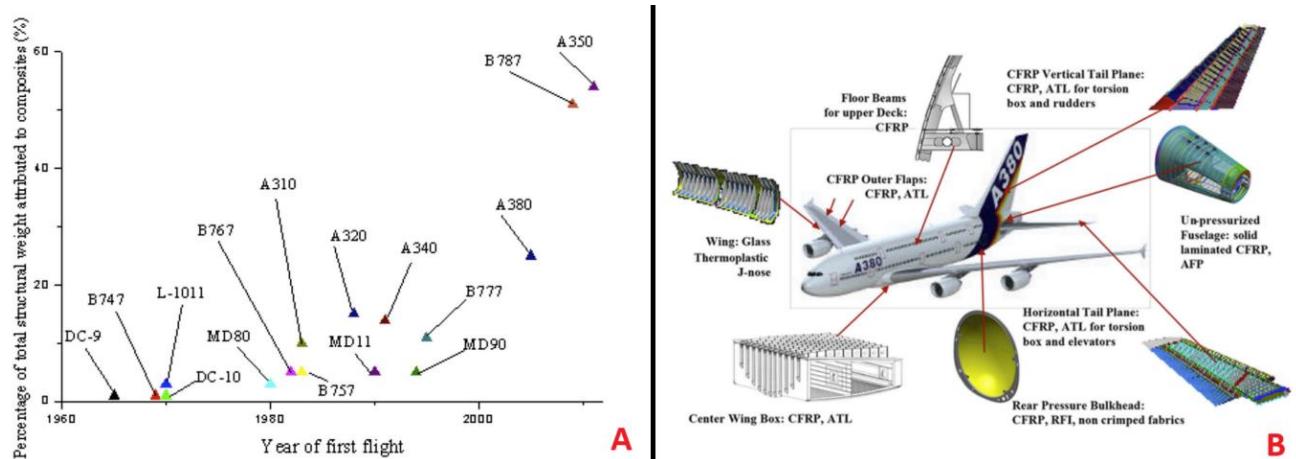 Percentage of total structural weight attributed to composites (%)
60
40
20
0
1960
1980
2000
Year of first flight
DC-9
B747
L-1011
DC-10
MD80
B767
A310
B757
A320
MD11
A340
B777
MD90
A380
B787
A350
A
Floor Beams
for upper Deck:
CFRP
CFRP Vertical Tail Plane:
CFRP, ATL for torsion
box and rudders
CFRP Outer Flaps:
CFRP, ATL
Wing: Glass
Thermoplastic
J-nose
A380
A380
Un-pressurized
Fuselage: solid
laminated CFRP,
AFP
Horizontal Tail Plane:
CFRP, ATL for torsion
box and elevators
Center Wing Box: CFRP, ATL
Rear Pressure Bulkhead:
CFRP, RFI, non crimped fabrics
B